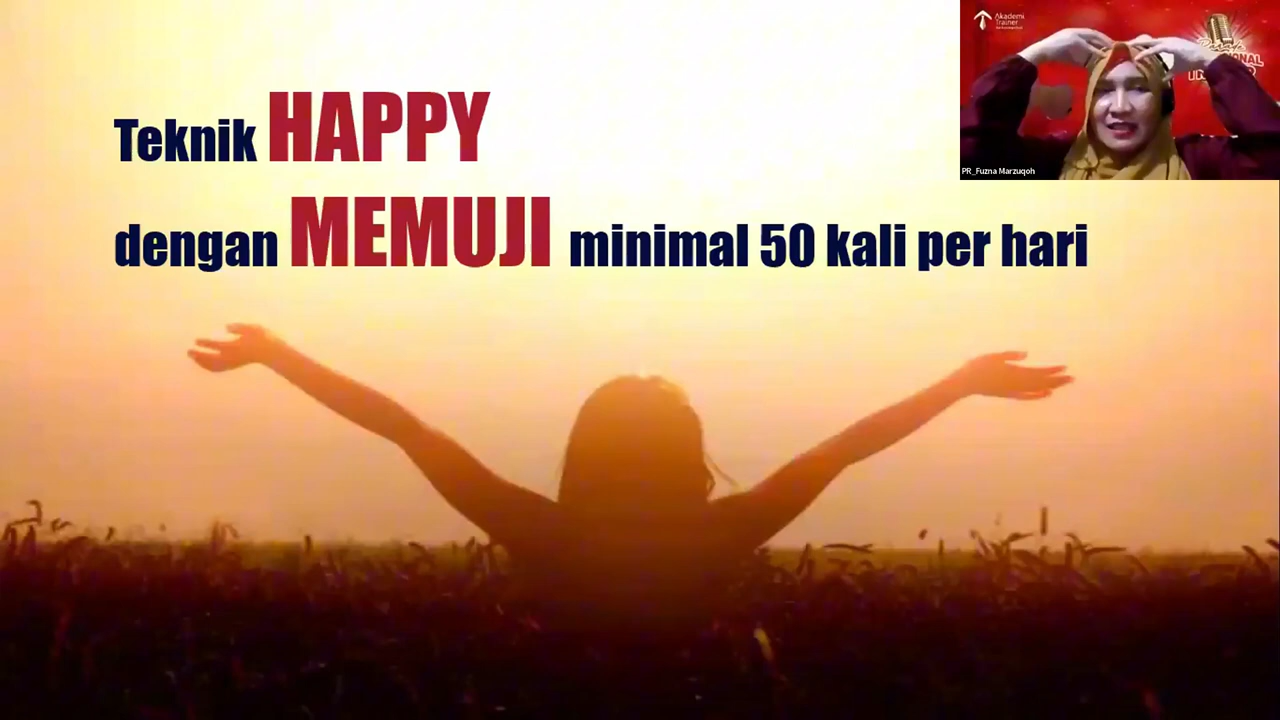 Teknik HAPPY
dengan MEMUJI minimal 50 kali per hari
Akademi
Trainer
PR_Fuzna Marzuqoh